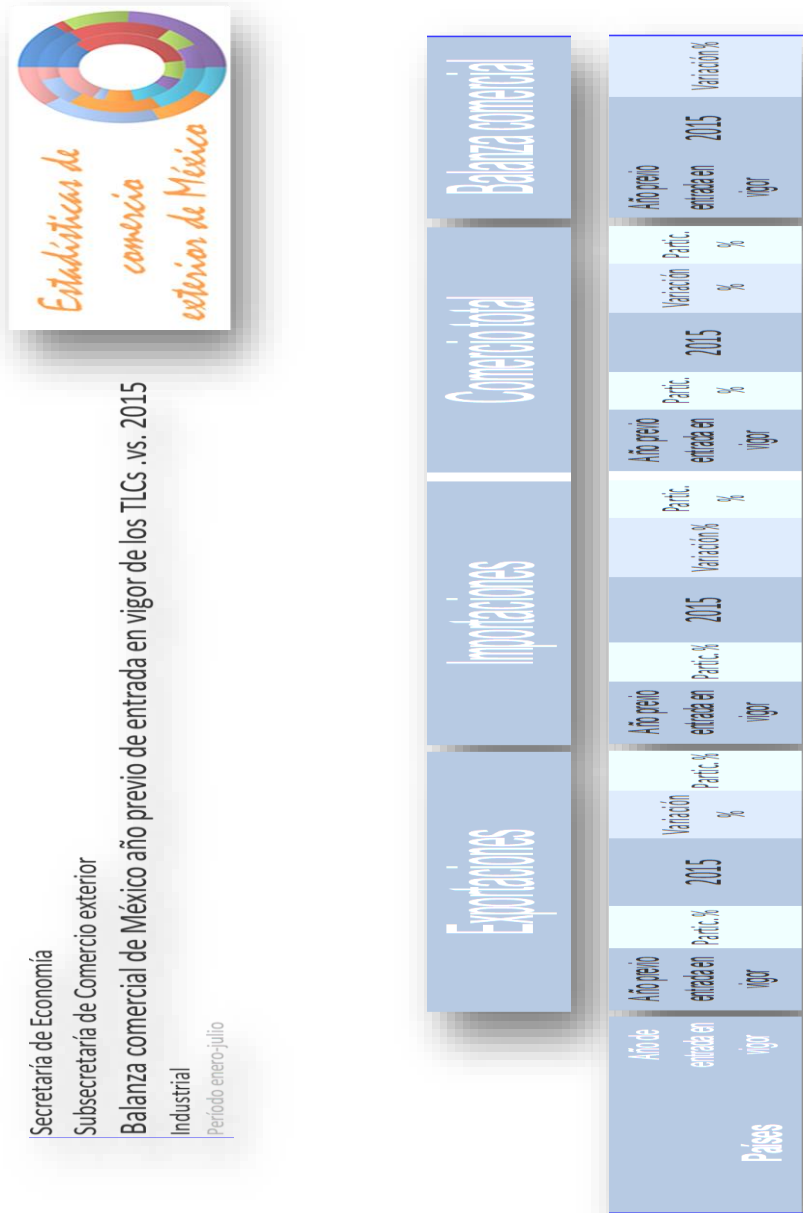 Secretaría de Economía
Subsecretaría de Comercio exterior
Balanza comercial de México año previo de entrada en vigor de los TLCs .vs. 2015
Industrial
Período enero-julio
Estadísticas de
comercio
exterior de México
Exportaciones
Importaciones
Comercio total
Balanza comercial
Países
Año de
entrada en
vigor
Año previo
entrada en
vigor
Partic.%
2015
Variación
%
Partic.%
Año previo
entrada en
vigor
Partic.%
2015
Variación%
Partic.
%
Año previo
entrada en
vigor
Partic.
%
2015
Variación
%
Partic.
%
Año previo
entrada en
vigor
2015
Variación%